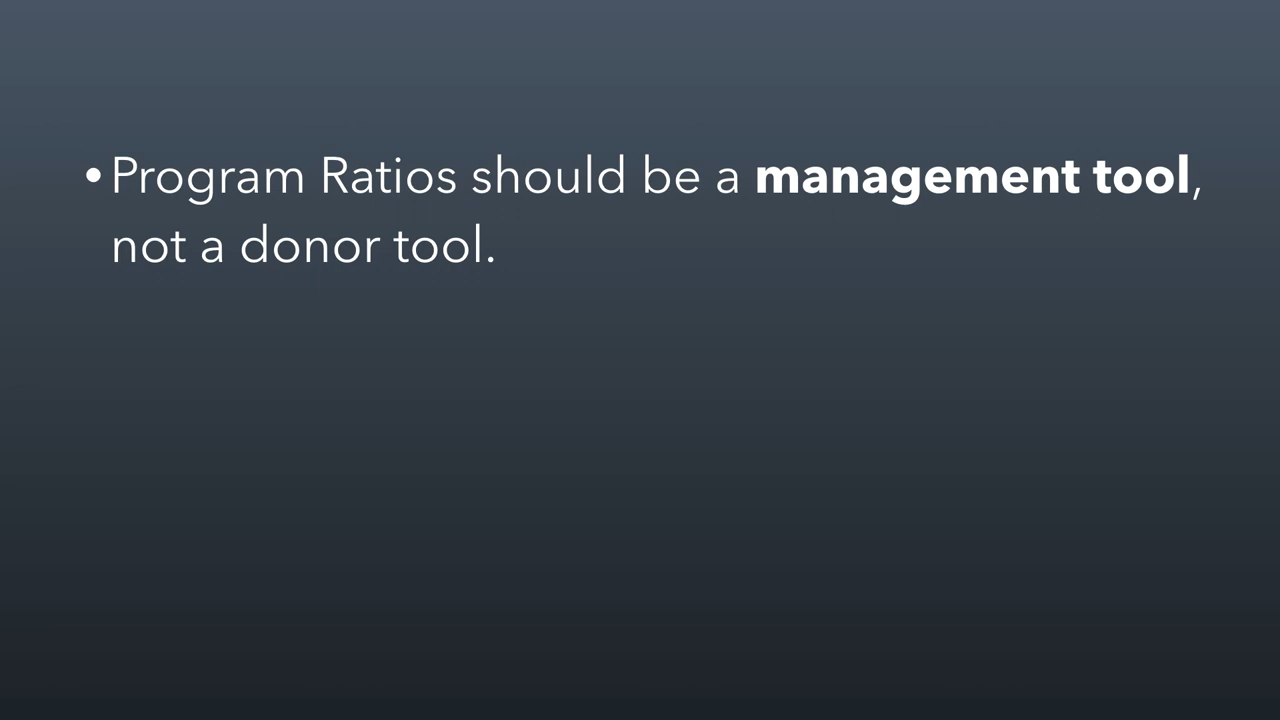 •Program Ratios should be a management tool,
not a donor tool.